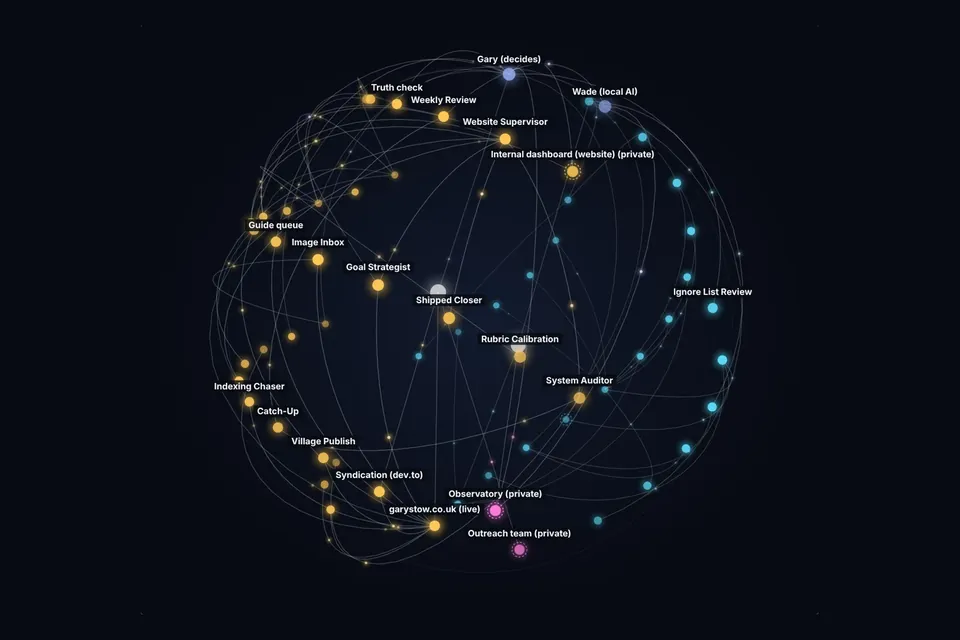 Gary (decides)
Truth check
Wade (local AI)
Weekly Review
Website Supervisor
Internal dashboard (website) (private)
Guide queue
Image Inbox
Goal Strategist
Ignore List Review
Shipped Closer
Rubric Calibration
System Auditor
Indexing Chaser
Catch-Up
Village Publish
Syndication (dev.to)
Observatory (private)
garystow.co.uk (live)
Outreach team (private)